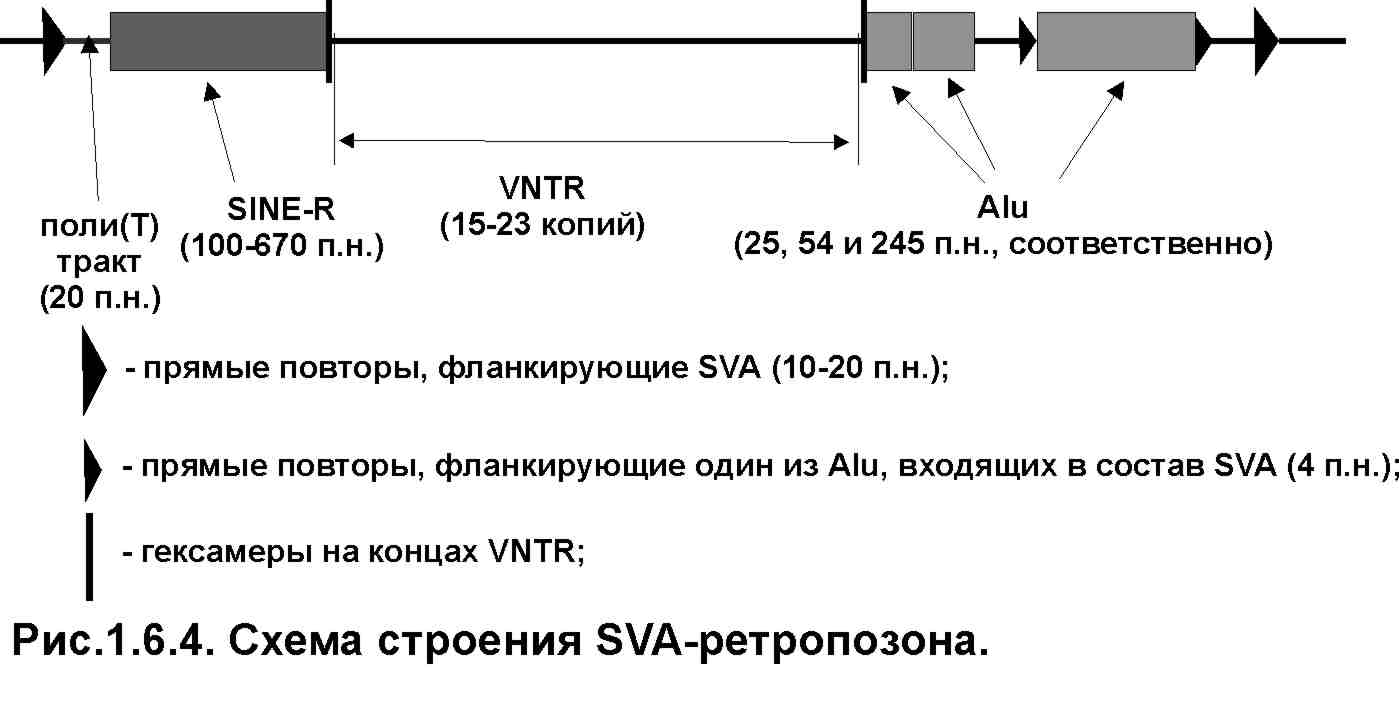 поли(Т)
тракт
(20 п.н.)
SINE-R
(100-670 п.н.)
VNTR
(15-23 копий)
Alu
(25, 54 и 245 п.н., соответственно)
- прямые повторы, фланкирующие SVA (10-20 п.н.);
- прямые повторы, фланкирующие один из Alu, входящих в состав SVA (4 п.н.);
- гексамеры на концах VNTR;
Рис.1.6.4. Схема строения SVA-ретропозона.